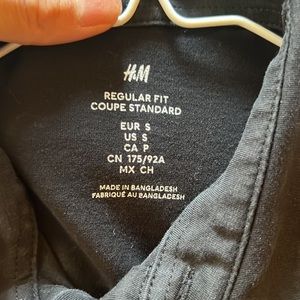 H&M
REGULAR FIT
COUPE STANDARD
EUR S
US S
CA P
CN 175/92A
MX CH
MADE IN BANGLADESH
FABRIQUÉ AU BANGLADESH